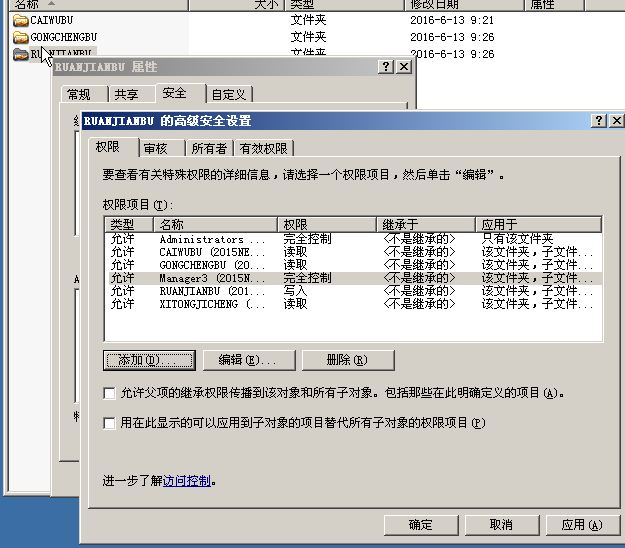 名称 大小 类型 修改日期 属性
CAIWUBU 文件夹 2016-6-13 9:21
GONGCHENGBU 文件夹 2016-6-13 9:26
RUANJIANBU 文件夹 2016-6-13 9:26
RUANJIANBU 属性
常规 共享 安全 自定义
RUANJIANBU 的高级安全设置
权限 审核 所有者 有效权限
要查看有关特殊权限的详细信息，请选择一个权限项目，然后单击“编辑”。
权限项目(T):
类型 名称 权限 继承于 应用于
允许 Administrators ... 完全控制 <不是继承的> 只有该文件夹
允许 CAIWUBU (2015NE... 读取 <不是继承的> 该文件夹，子文件...
允许 GONGCHENGBU (20... 读取 <不是继承的> 该文件夹，子文件...
允许 Manager3 (2015N... 完全控制 <不是继承的> 该文件夹，子文件...
允许 RUANJIANBU (201... 写入 <不是继承的> 该文件夹，子文件...
允许 XITONGJICHENG (... 读取 <不是继承的> 该文件夹，子文件...
添加(D)... 编辑(E)... 删除(R)
允许父项的继承权限传播到该对象和所有子对象。包括那些在此明确定义的项目(A)。
用在此显示的可以应用到子对象的项目替代所有子对象的权限项目(P)
进一步了解访问控制。
确定 取消 应用(A)